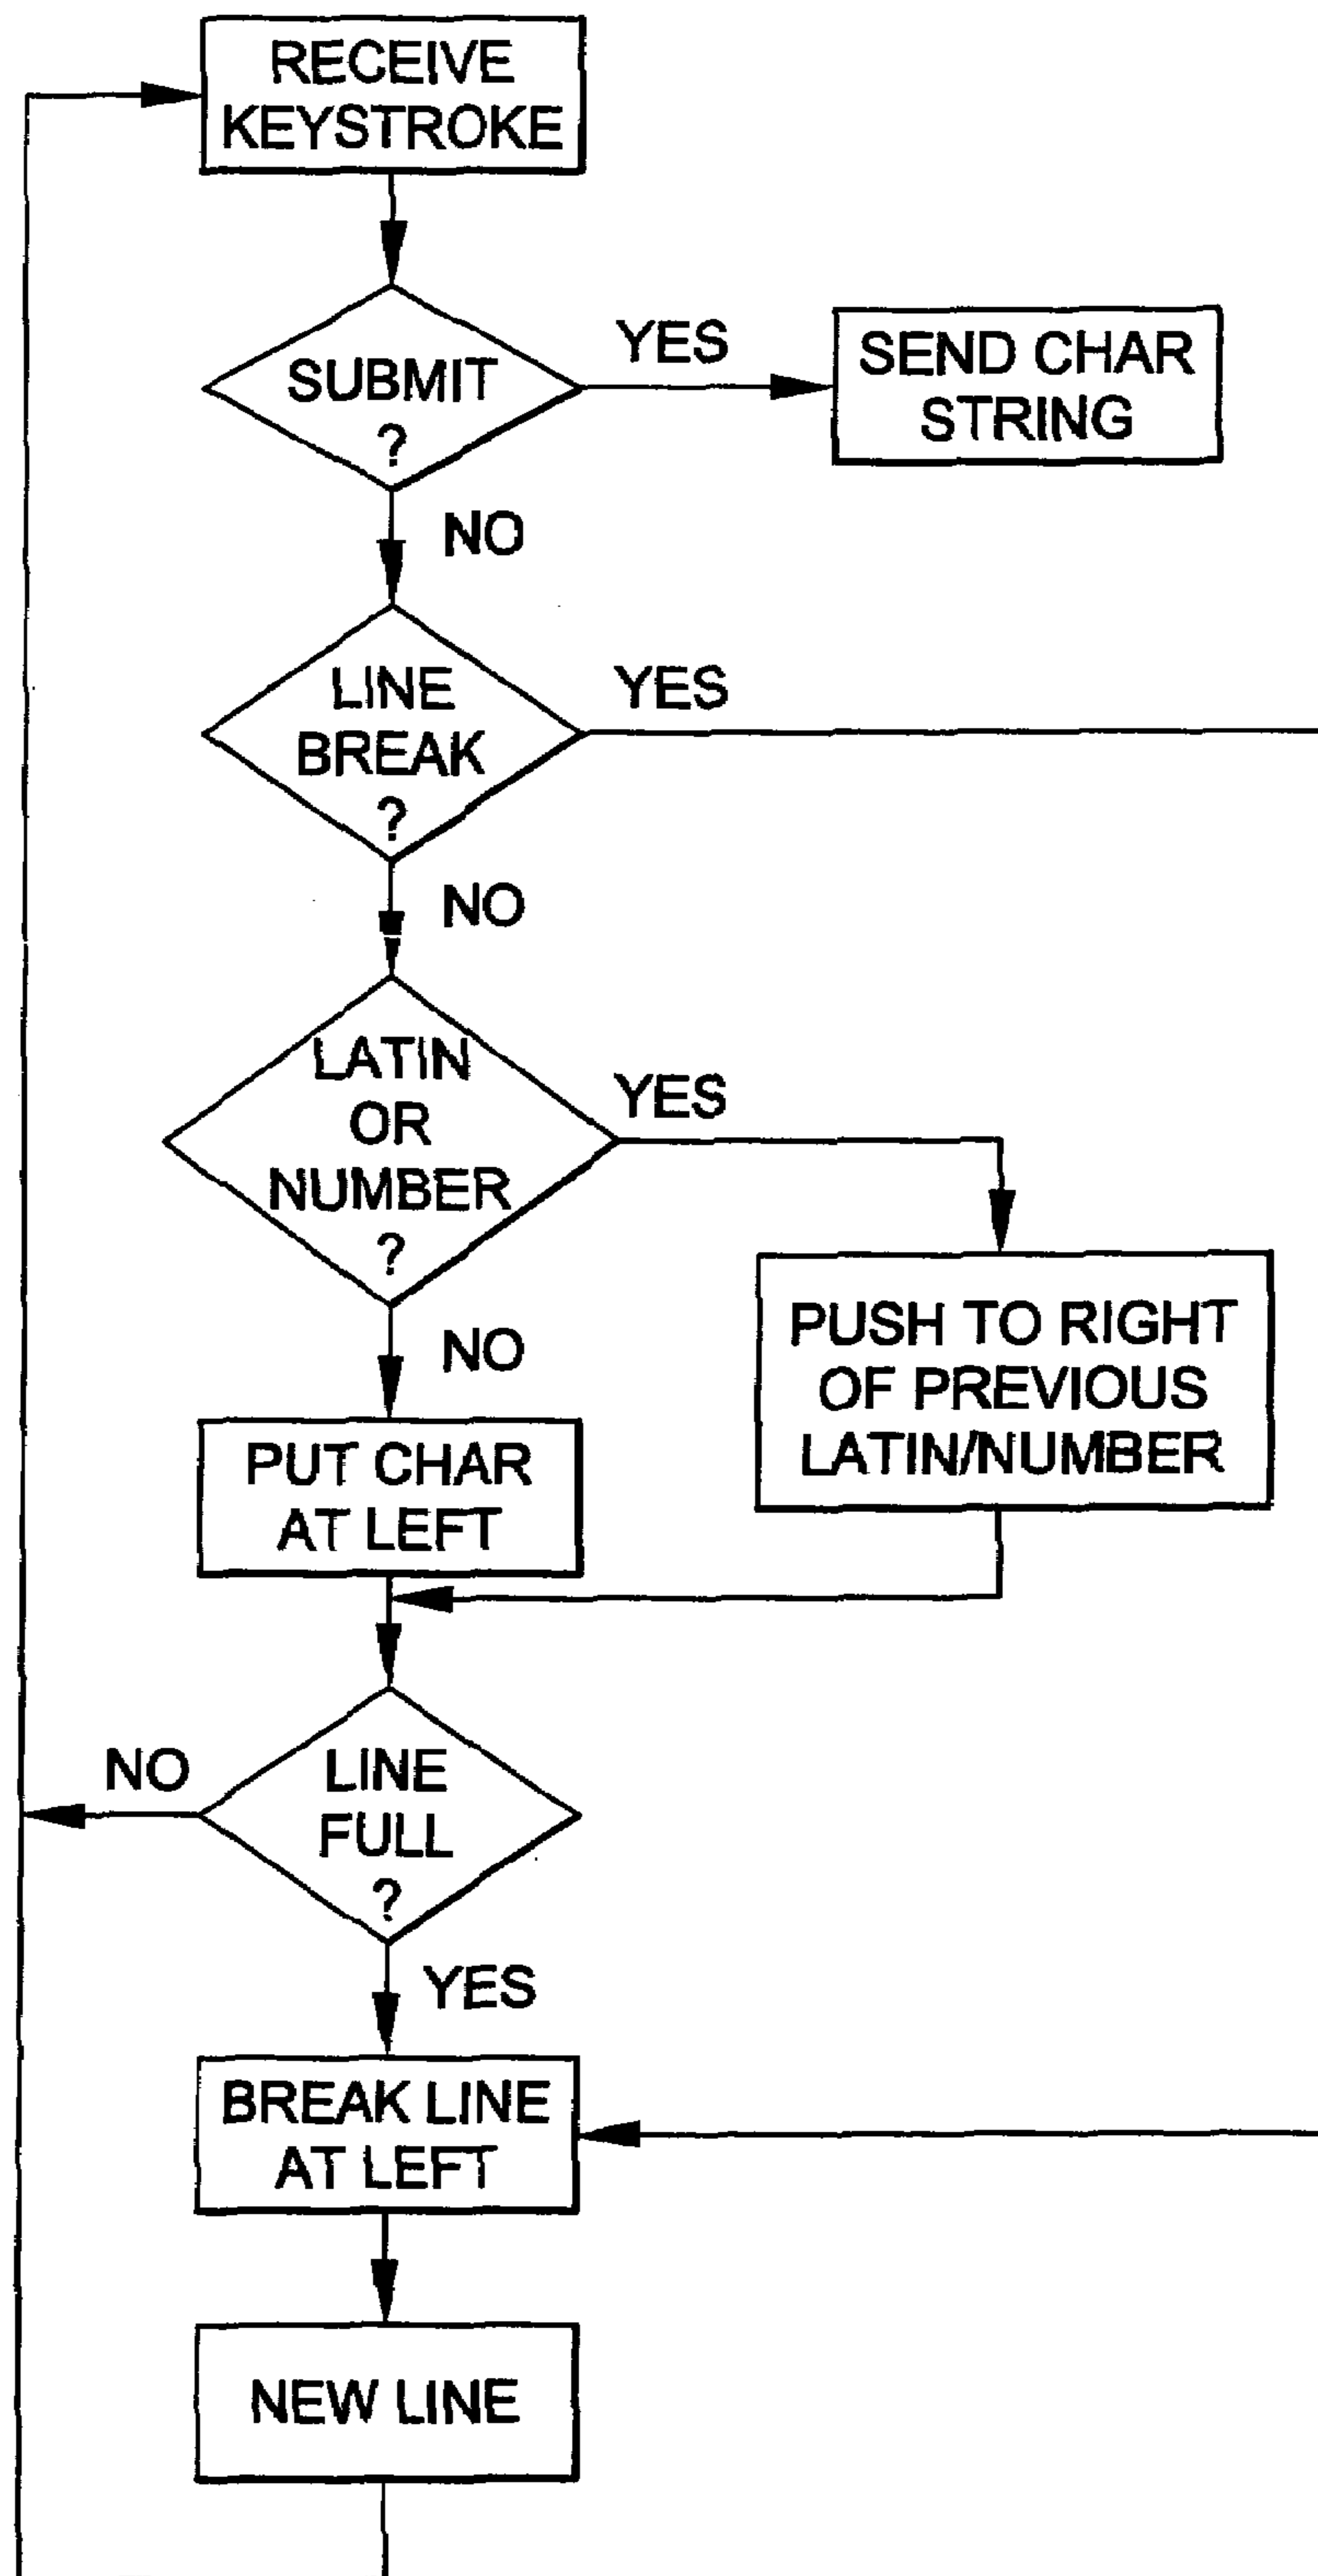 RECEIVE
KEYSTROKE
SUBMIT
?
YES
SEND CHAR
STRING
NO
LINE
BREAK
?
YES
NO
LATIN
OR
NUMBER
?
YES
PUSH TO RIGHT
OF PREVIOUS
LATIN/NUMBER
NO
PUT CHAR
AT LEFT
LINE
FULL
?
NO
YES
BREAK LINE
AT LEFT
NEW LINE